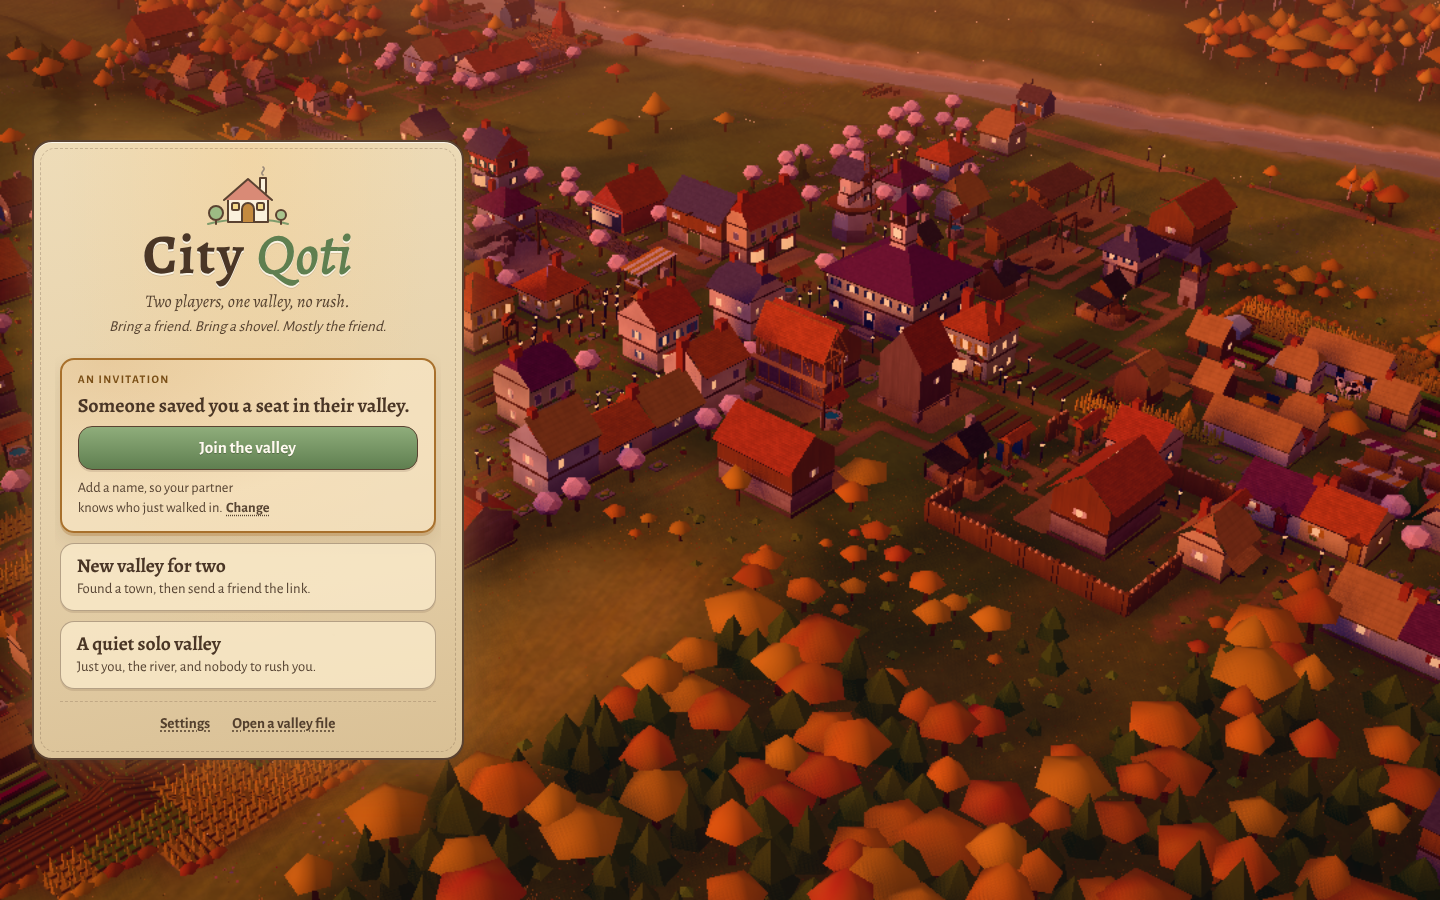 City Qoti
Two players, one valley, no rush.
Bring a friend. Bring a shovel. Mostly the friend.
AN INVITATION
Someone saved you a seat in their valley.
Join the valley
Add a name, so your partner
knows who just walked in. Change
New valley for two
Found a town, then send a friend the link.
A quiet solo valley
Just you, the river, and nobody to rush you.
Settings Open a valley file